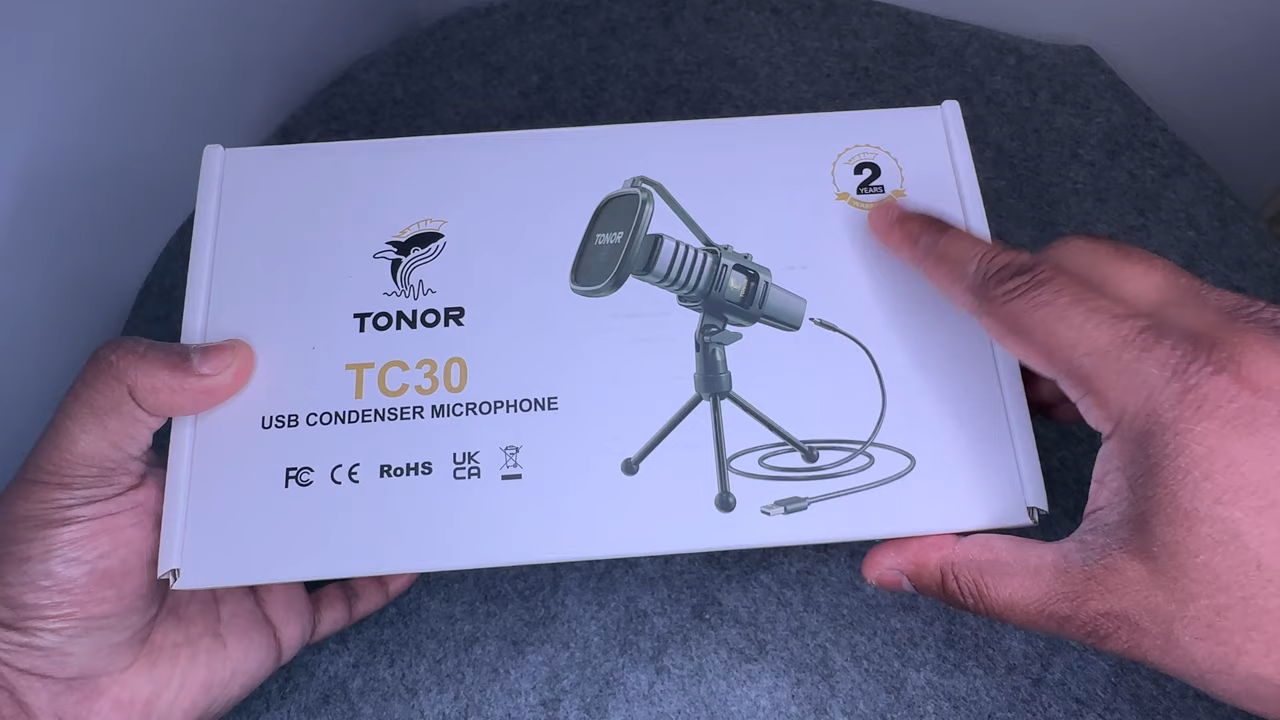 TONOR
TC30
USB CONDENSER MICROPHONE
FC CE RoHS UK
CA
TONOR
2
YEARS